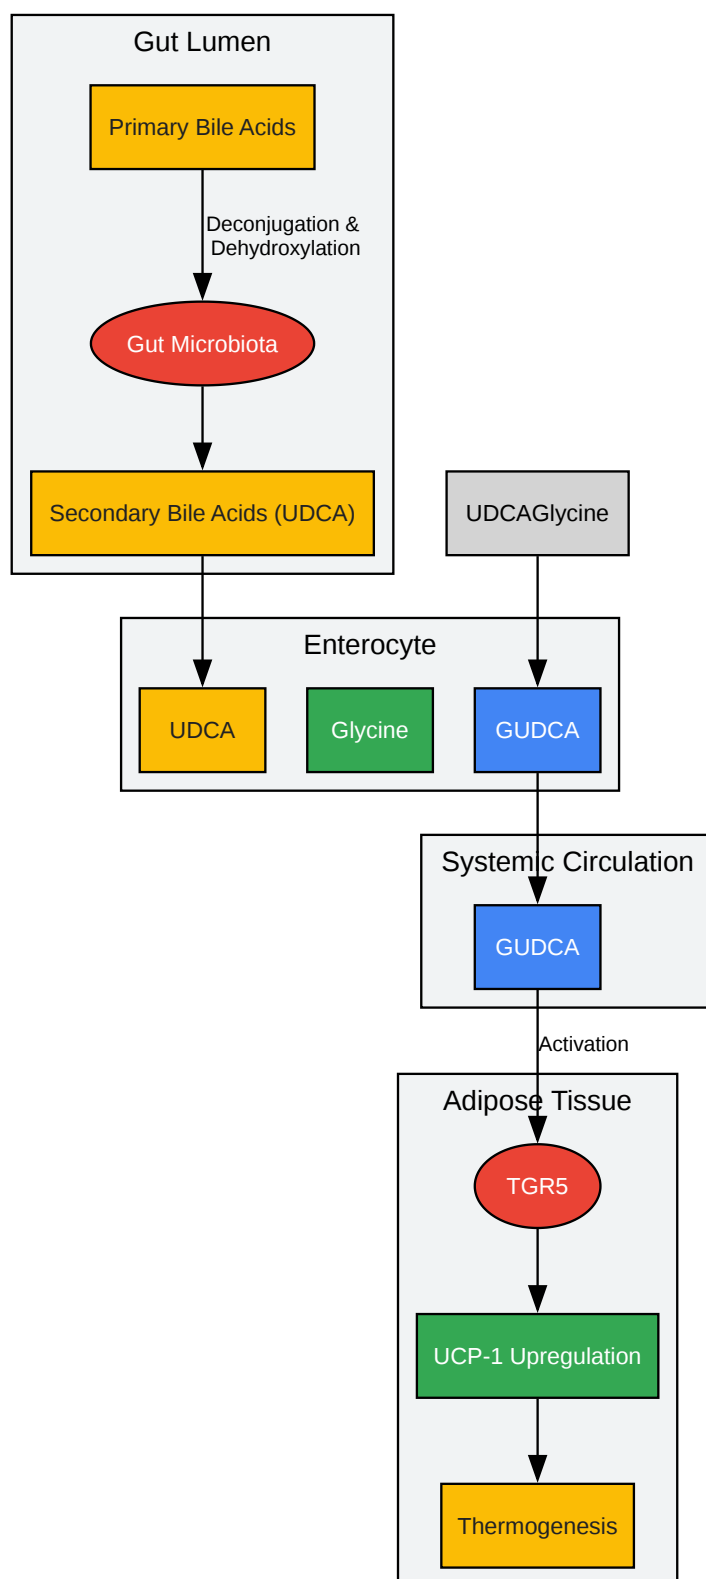 Gut Lumen
Primary Bile Acids
Deconjugation &
Dehydroxylation
Gut Microbiota
Secondary Bile Acids (UDCA)
UDCAGlycine
Enterocyte
UDCA
Glycine
GUDCA
Systemic Circulation
GUDCA
Activation
Adipose Tissue
TGR5
UCP-1 Upregulation
Thermogenesis